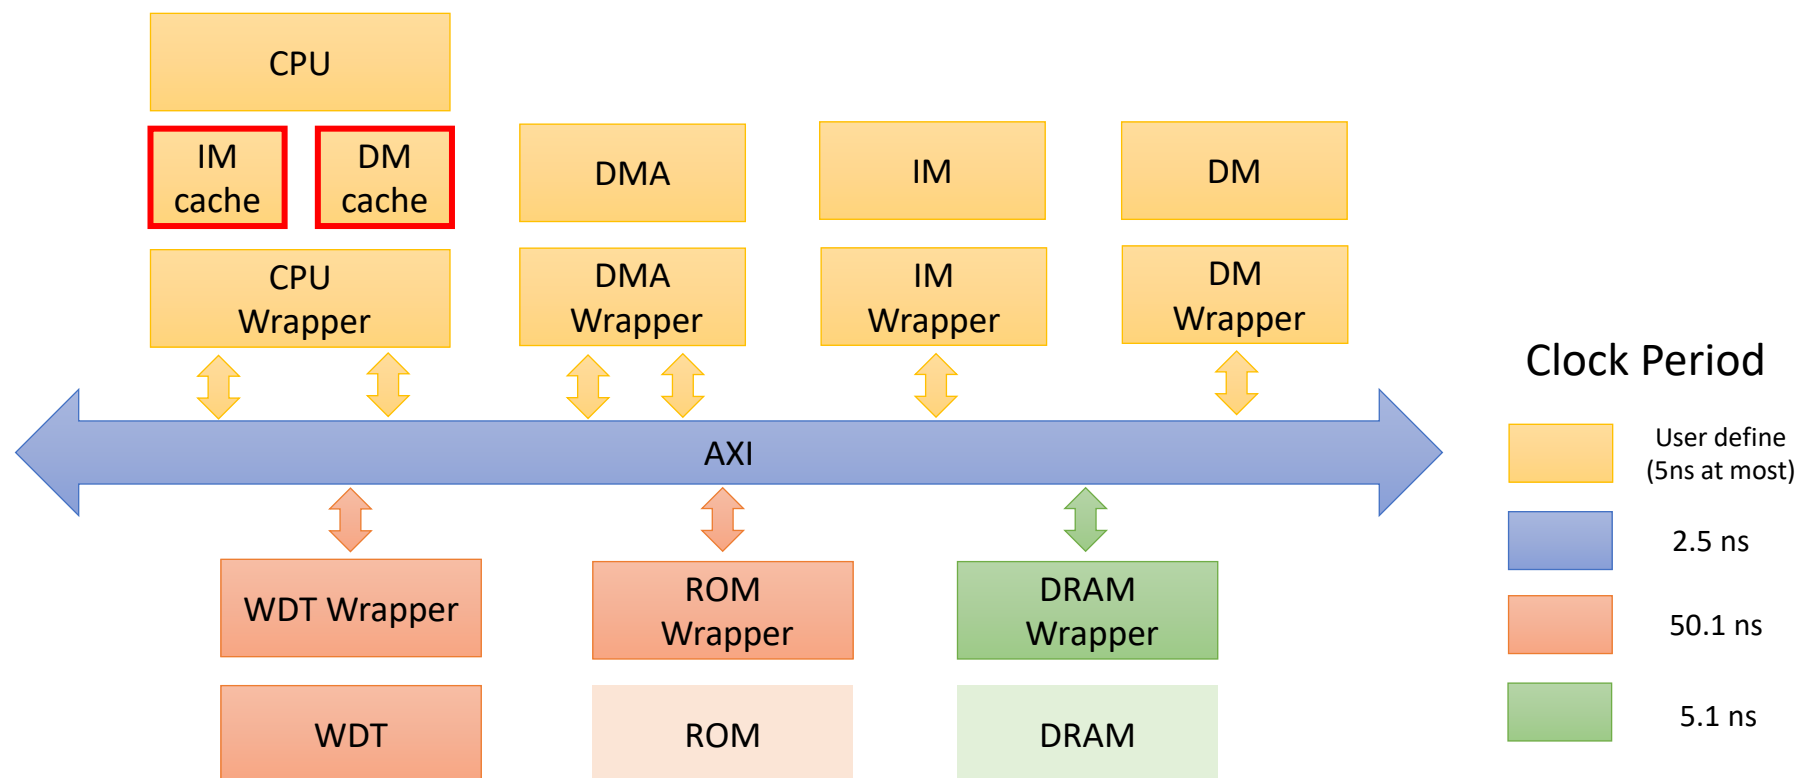 CPU
IM
cache
DM
cache
DMA
IM
DM
CPU
Wrapper
DMA
Wrapper
IM
Wrapper
DM
Wrapper
AXI
WDT Wrapper
ROM
Wrapper
DRAM
Wrapper
WDT
ROM
DRAM
Clock Period
User define
(5ns at most)
2.5 ns
50.1 ns
5.1 ns